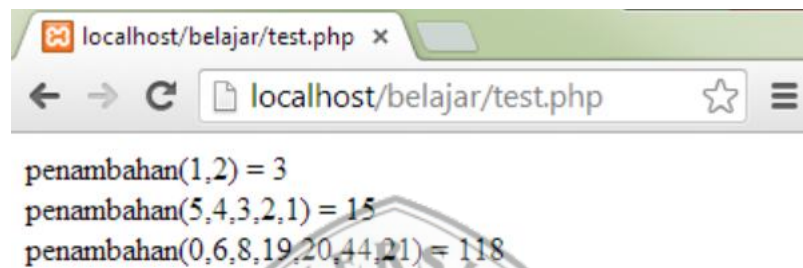 localhost/belajar/test.php
localhost/belajar/test.php
penambahan(1,2) = 3
penambahan(5,4,3,2,1) = 15
penambahan(0,6,8,19,20,44,21) = 118